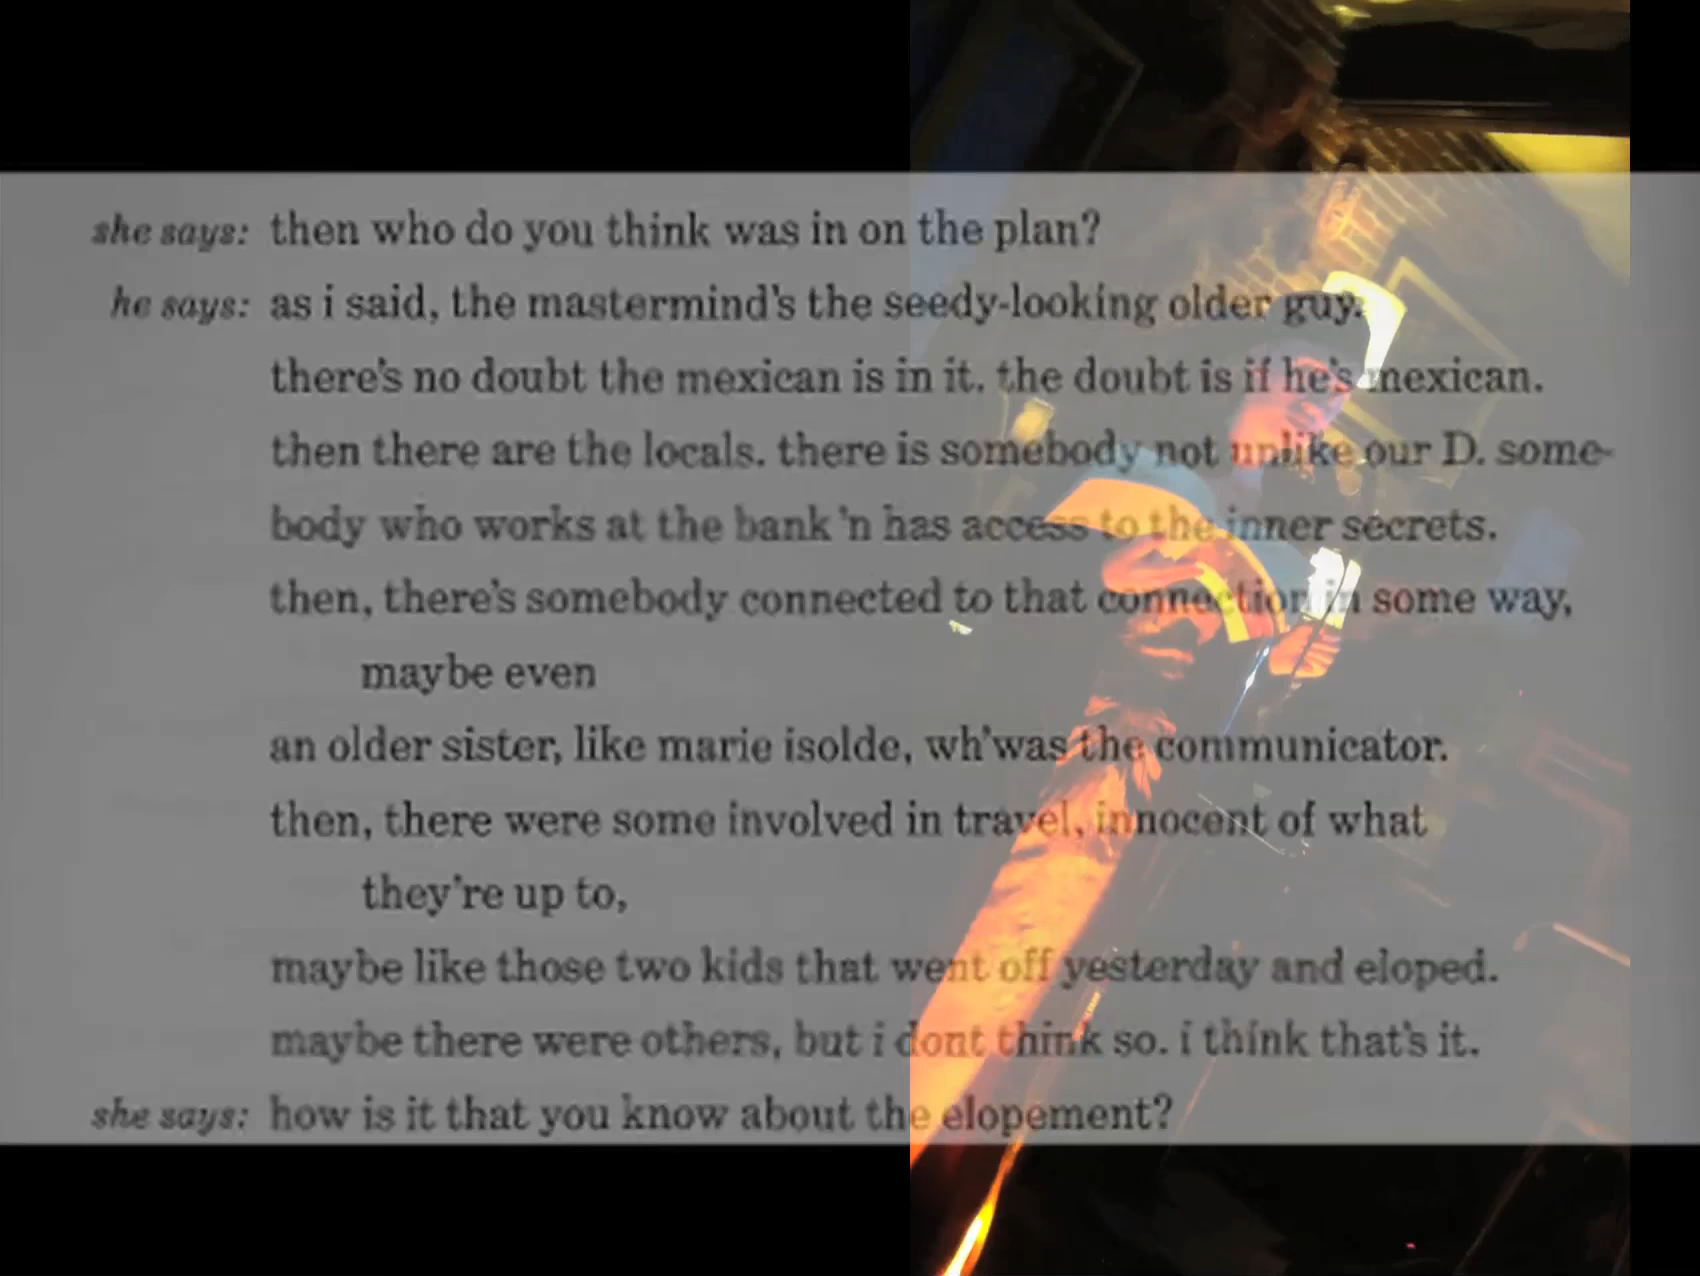 she says: then who do you think was in on the plan?
he says: as i said, the mastermind's the seedy-looking older guy.
there's no doubt the mexican is in it. the doubt is if he's mexican.
then there are the locals. there is somebody not unlike our D. some-
body who works at the bank 'n has access to the inner secrets.
then, there's somebody connected to that connection in some way,
maybe even
an older sister, like marie isolde, wh'was the communicator.
then, there were some involved in travel, innocent of what
they're up to,
maybe like those two kids that went off yesterday and eloped.
maybe there were others, but i dont think so. i think that's it.
she says: how is it that you know about the elopement?